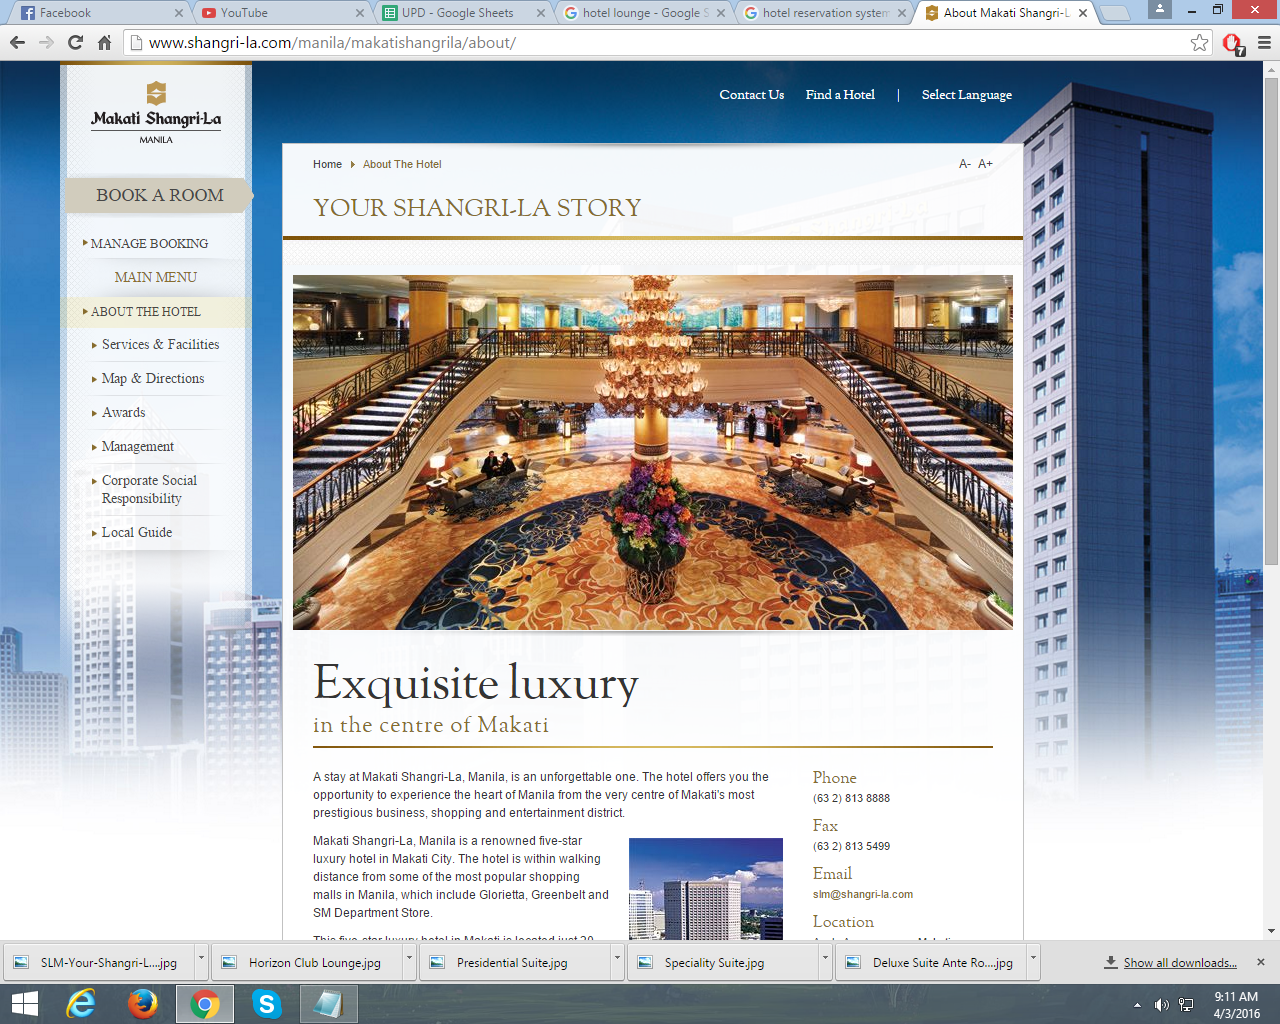 Facebook
YouTube
UPD - Google Sheets
hotel lounge - Google S
hotel reservation system
About Makati Shangri-L
www.shangri-la.com/manila/makatishangrila/about/
7
Makati Shangri-La
MANILA
Contact Us
Find a Hotel
|
Select Language
BOOK A ROOM
MANAGE BOOKING
MAIN MENU
ABOUT THE HOTEL
Services & Facilities
Map & Directions
Awards
Management
Corporate Social
Responsibility
Local Guide
Home
About The Hotel
A- A+
YOUR SHANGRI-LA STORY
Exquisite luxury
in the centre of Makati
A stay at Makati Shangri-La, Manila, is an unforgettable one. The hotel offers you the
opportunity to experience the heart of Manila from the very centre of Makati's most
prestigious business, shopping and entertainment district.
Makati Shangri-La, Manila is a renowned five-star
luxury hotel in Makati City. The hotel is within walking
distance from some of the most popular shopping
malls in Manila, which include Glorietta, Greenbelt and
SM Department Store.
Phone
(63 2) 813 8888
Fax
(63 2) 813 5499
Email
slm@shangri-la.com
Location
SLM-Your-Shangri-L....jpg
Horizon Club Lounge.jpg
Presidential Suite.jpg
Speciality Suite.jpg
Deluxe Suite Ante Ro....jpg
Show all downloads...
9:11 AM
4/3/2016